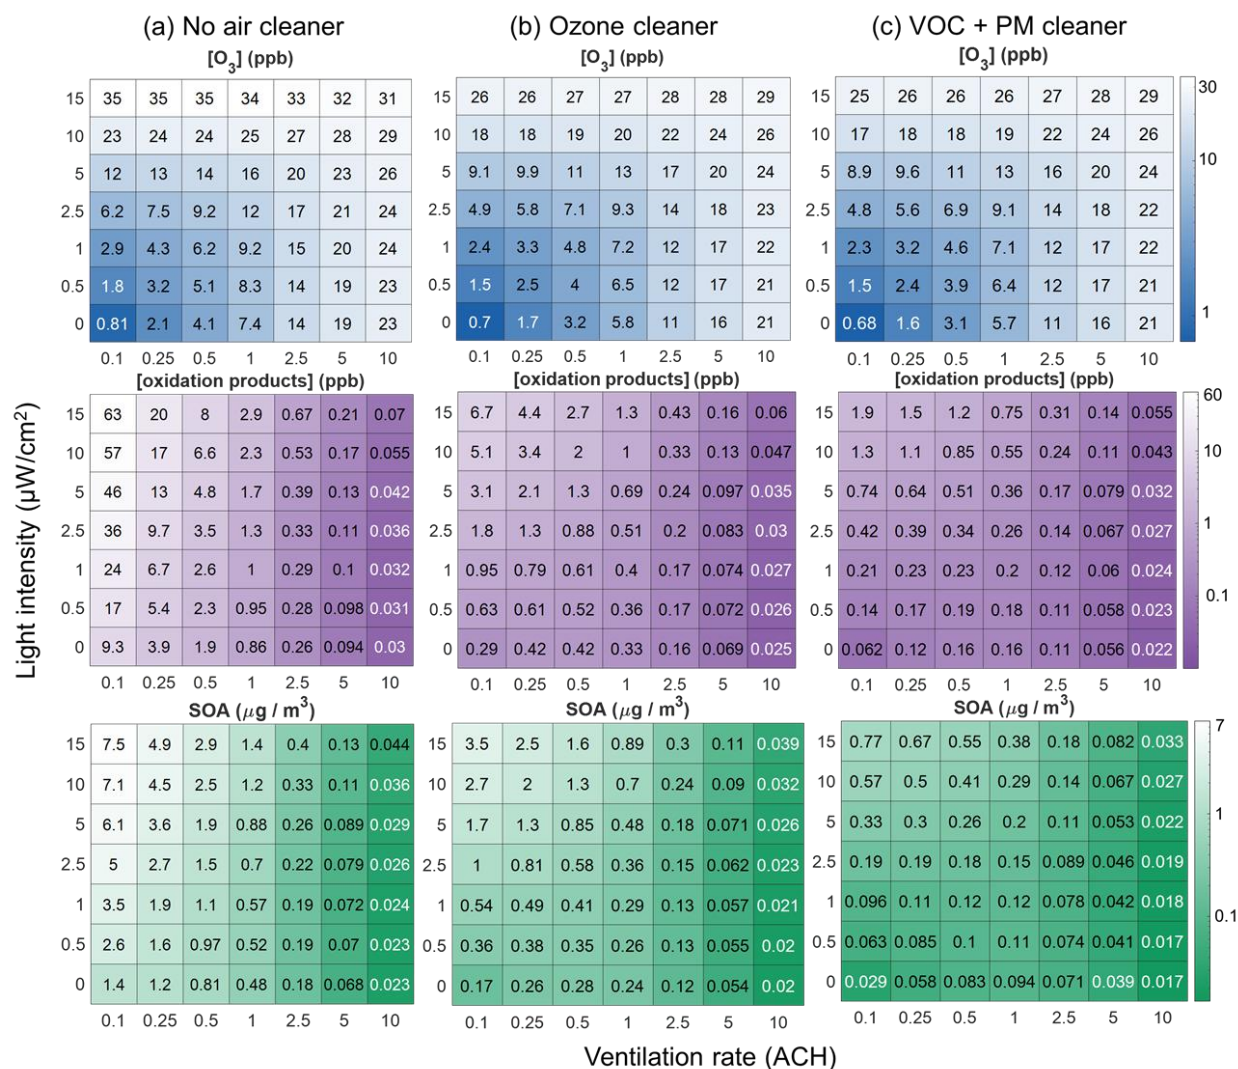 (a) No air cleaner (b) Ozone cleaner (c) VOC + PM cleaner
[O3] (ppb) [O3] (ppb) [O3] (ppb)
15 35 35 35 34 33 32 31 15 26 26 27 27 28 28 29 15 25 26 26 26 27 28 29 30
10 23 24 24 25 27 28 29 10 18 18 19 20 22 24 26 10 17 18 18 19 22 24 26 10
5 12 13 14 16 20 23 26 5 9.1 9.9 11 13 17 20 24 5 8.9 9.6 11 13 16 20 24
2.5 6.2 7.5 9.2 12 17 21 24 2.5 4.9 5.8 7.1 9.3 14 18 23 2.5 4.8 5.6 6.9 9.1 14 18 22
1 2.9 4.3 6.2 9.2 15 20 24 1 2.4 3.3 4.8 7.2 12 17 22 1 2.3 3.2 4.6 7.1 12 17 22
0.5 1.8 3.2 5.1 8.3 14 19 23 0.5 1.5 2.5 4 6.5 12 17 21 0.5 1.5 2.4 3.9 6.4 12 17 21
0 0.81 2.1 4.1 7.4 14 19 23 0 0.7 1.7 3.2 5.8 11 16 21 0 0.68 1.6 3.1 5.7 11 16 21 1
0.1 0.25 0.5 1 2.5 5 10 0.1 0.25 0.5 1 2.5 5 10 0.1 0.25 0.5 1 2.5 5 10
[oxidation products] (ppb) [oxidation products] (ppb) [oxidation products] (ppb)
15 63 20 8 2.9 0.67 0.21 0.07 15 6.7 4.4 2.7 1.3 0.43 0.16 0.06 15 1.9 1.5 1.2 0.75 0.31 0.14 0.055 60
10 57 17 6.6 2.3 0.53 0.17 0.055 10 5.1 3.4 2 1 0.33 0.13 0.047 10 1.3 1.1 0.85 0.55 0.24 0.11 0.043 10
5 46 13 4.8 1.7 0.39 0.13 0.042 5 3.1 2.1 1.3 0.69 0.24 0.097 0.035 5 0.74 0.64 0.51 0.36 0.17 0.079 0.032
2.5 36 9.7 3.5 1.3 0.33 0.11 0.036 2.5 1.8 1.3 0.88 0.51 0.2 0.083 0.03 2.5 0.42 0.39 0.34 0.26 0.14 0.067 0.027 1
1 24 6.7 2.6 1 0.29 0.1 0.032 1 0.95 0.79 0.61 0.4 0.17 0.074 0.027 1 0.21 0.23 0.23 0.2 0.12 0.06 0.024
0.5 17 5.4 2.3 0.95 0.28 0.098 0.031 0.5 0.63 0.61 0.52 0.36 0.17 0.072 0.026 0.5 0.14 0.17 0.19 0.18 0.11 0.058 0.023 0.1
0 9.3 3.9 1.9 0.86 0.26 0.094 0.03 0 0.29 0.42 0.42 0.33 0.16 0.069 0.025 0 0.062 0.12 0.16 0.16 0.11 0.056 0.022
0.1 0.25 0.5 1 2.5 5 10 0.1 0.25 0.5 1 2.5 5 10 0.1 0.25 0.5 1 2.5 5 10
SOA (μg / m3) SOA (μg / m3) SOA (μg / m3)
15 7.5 4.9 2.9 1.4 0.4 0.13 0.044 15 3.5 2.5 1.6 0.89 0.3 0.11 0.039 15 0.77 0.67 0.55 0.38 0.18 0.082 0.033 7
10 7.1 4.5 2.5 1.2 0.33 0.11 0.036 10 2.7 2 1.3 0.7 0.24 0.09 0.032 10 0.57 0.5 0.41 0.29 0.14 0.067 0.027
5 6.1 3.6 1.9 0.88 0.26 0.089 0.029 5 1.7 1.3 0.85 0.48 0.18 0.071 0.026 5 0.33 0.3 0.26 0.2 0.11 0.053 0.022 1
2.5 5 2.7 1.5 0.7 0.22 0.079 0.026 2.5 1 0.81 0.58 0.36 0.15 0.062 0.023 2.5 0.19 0.19 0.18 0.15 0.089 0.046 0.019
1 3.5 1.9 1.1 0.57 0.19 0.072 0.024 1 0.54 0.49 0.41 0.29 0.13 0.057 0.021 1 0.096 0.11 0.12 0.12 0.078 0.042 0.018 0.1
0.5 2.6 1.6 0.97 0.52 0.19 0.07 0.023 0.5 0.36 0.38 0.35 0.26 0.13 0.055 0.02 0.5 0.063 0.085 0.1 0.11 0.074 0.041 0.017
0 1.4 1.2 0.81 0.48 0.18 0.068 0.023 0 0.17 0.26 0.28 0.24 0.12 0.054 0.02 0 0.029 0.058 0.083 0.094 0.071 0.039 0.017
0.1 0.25 0.5 1 2.5 5 10 0.1 0.25 0.5 1 2.5 5 10 0.1 0.25 0.5 1 2.5 5 10
Light intensity (μW/cm2)
Ventilation rate (ACH)